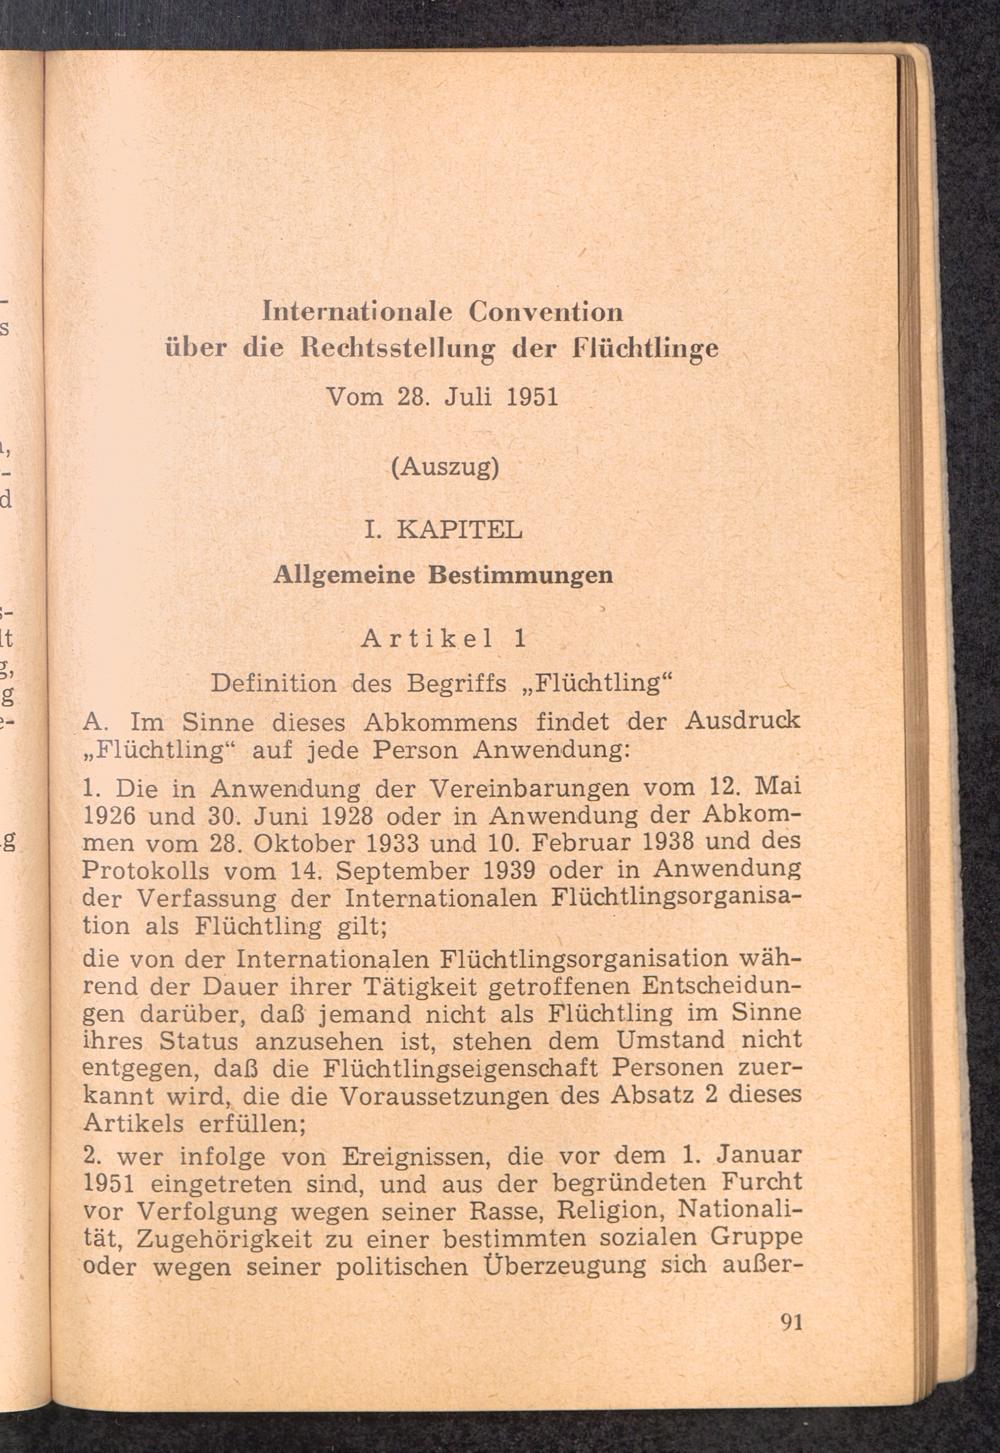 Internationale Convention
über die Rechtsstellung der Flüchtlinge
Vom 28. Juli 1951
(Auszug)
I. KAPITEL
Allgemeine Bestimmungen
Artikel 1
Definition des Begriffs „Flüchtling“
A. Im Sinne dieses Abkommens findet der Ausdruck
„Flüchtling“ auf jede Person Anwendung:
1. Die in Anwendung der Vereinbarungen vom 12. Mai
1926 und 30. Juni 1928 oder in Anwendung der Abkom-
men vom 28. Oktober 1933 und 10. Februar 1938 und des
Protokolls vom 14. September 1939 oder in Anwendung
der Verfassung der Internationalen Flüchtlingsorganisa-
tion als Flüchtling gilt;
die von der Internationalen Flüchtlingsorganisation wäh-
rend der Dauer ihrer Tätigkeit getroffenen Entscheidun-
gen darüber, daß jemand nicht als Flüchtling im Sinne
ihres Status anzusehen ist, stehen dem Umstand nicht
entgegen, daß die Flüchtlingseigenschaft Personen zuer-
kannt wird, die die Voraussetzungen des Absatz 2 dieses
Artikels erfüllen;
2. wer infolge von Ereignissen, die vor dem 1. Januar
1951 eingetreten sind, und aus der begründeten Furcht
vor Verfolgung wegen seiner Rasse, Religion, Nationali-
tät, Zugehörigkeit zu einer bestimmten sozialen Gruppe
oder wegen seiner politischen Überzeugung sich außer-
91